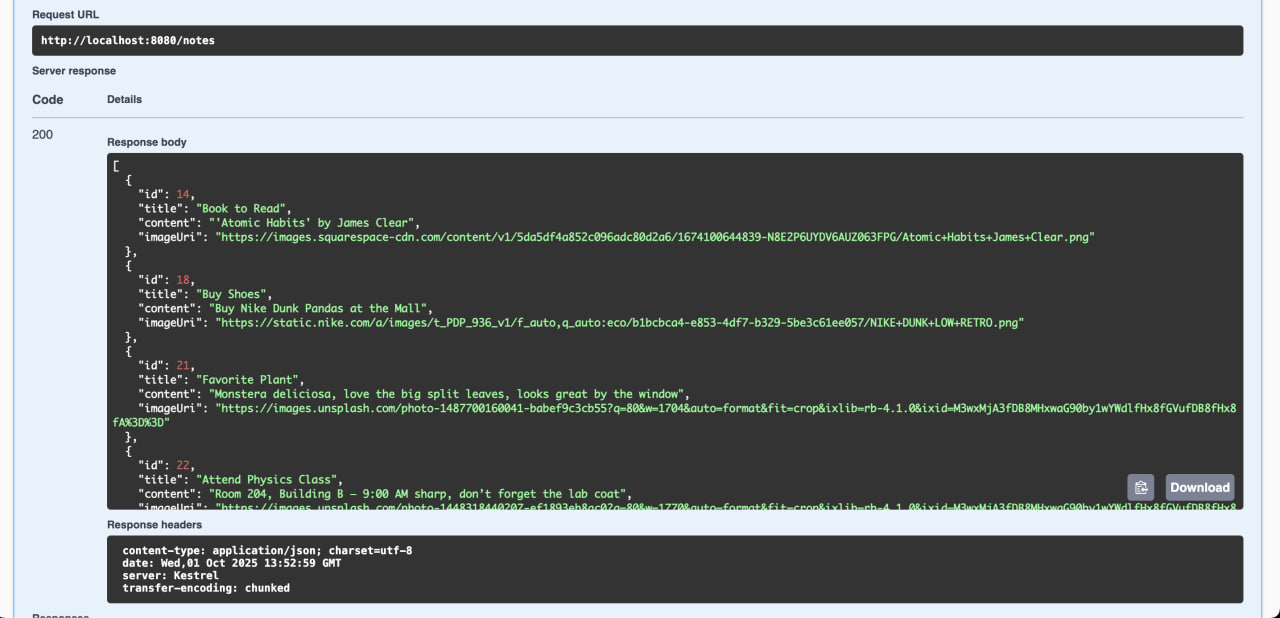 Request URL
http://localhost:8080/notes
Server response
Code Details
200
Response body
[
{
"id": 14,
"title": "Book to Read",
"content": "'Atomic Habits' by James Clear",
"imageUri": "https://images.squarespace-cdn.com/content/v1/5da5df4a852c096adc80d2a6/1674100644839-N8E2P6UYDV6AUZ063FPG/Atomic+Habits+James+Clear.png"
},
{
"id": 18,
"title": "Buy Shoes",
"content": "Buy Nike Dunk Pandas at the Mall",
"imageUri": "https://static.nike.com/a/images/t_PDP_936_v1/f_auto,q_auto:eco/b1bcbca4-e853-4df7-b329-5be3c61ee057/NIKE+DUNK+LOW+RETRO.png"
},
{
"id": 21,
"title": "Favorite Plant",
"content": "Monstera deliciosa, love the big split leaves, looks great by the window",
"imageUri": "https://images.unsplash.com/photo-1487700160041-babef9c3cb55?q=80&w=1704&auto=format&fit=crop&ixlib=rb-4.1.0&ixid=M3wxMjA3fDB8MHxwaG90by1wYWdlfHx8fGVufDB8fHx8
fA%3D%3D"
},
{
"id": 22,
"title": "Attend Physics Class",
"content": "Room 204, Building B – 9:00 AM sharp, don’t forget the lab coat",
"imageUri": "https://images.unsplash.com/photo-1448318440207-ef1893eb8ac0?q=80&w=1770&auto=format&fit=crop&ixlib=rb-4.1.0&ixid=M3wxMjA3fDB8MHxwaG90by1wYWdlfHx8fGVufDB8fHx8
Download
Response headers
content-type: application/json; charset=utf-8
date: Wed,01 Oct 2025 13:52:59 GMT
server: Kestrel
transfer-encoding: chunked
Responses